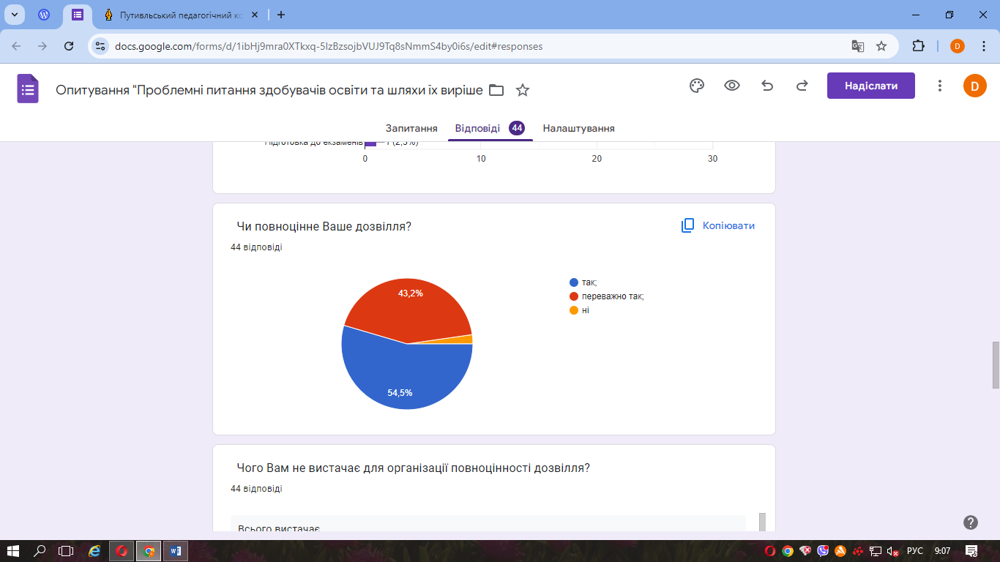 Путивльський педагогічний ко
docs.google.com/forms/d/1ibHj9mra0XTkxq-5IzBzsojbVUJ9Tq8sNmmS4by0i6s/edit#responses
D
Опитування "Проблемні питання здобувачів освіти та шляхи їх виріше
Надіслати
D
Запитання
Відповіді 44
Налаштування
Підготовка до екзаменів
1 (2,3%)
0 10 20 30
Чи повноцінне Ваше дозвілля?
Копіювати
44 відповіді
так;
переважно так;
ні
43,2%
54,5%
Чого Вам не вистачає для організації повноцінності дозвілля?
44 відповіді
Всього вистачає
РУС
9:07